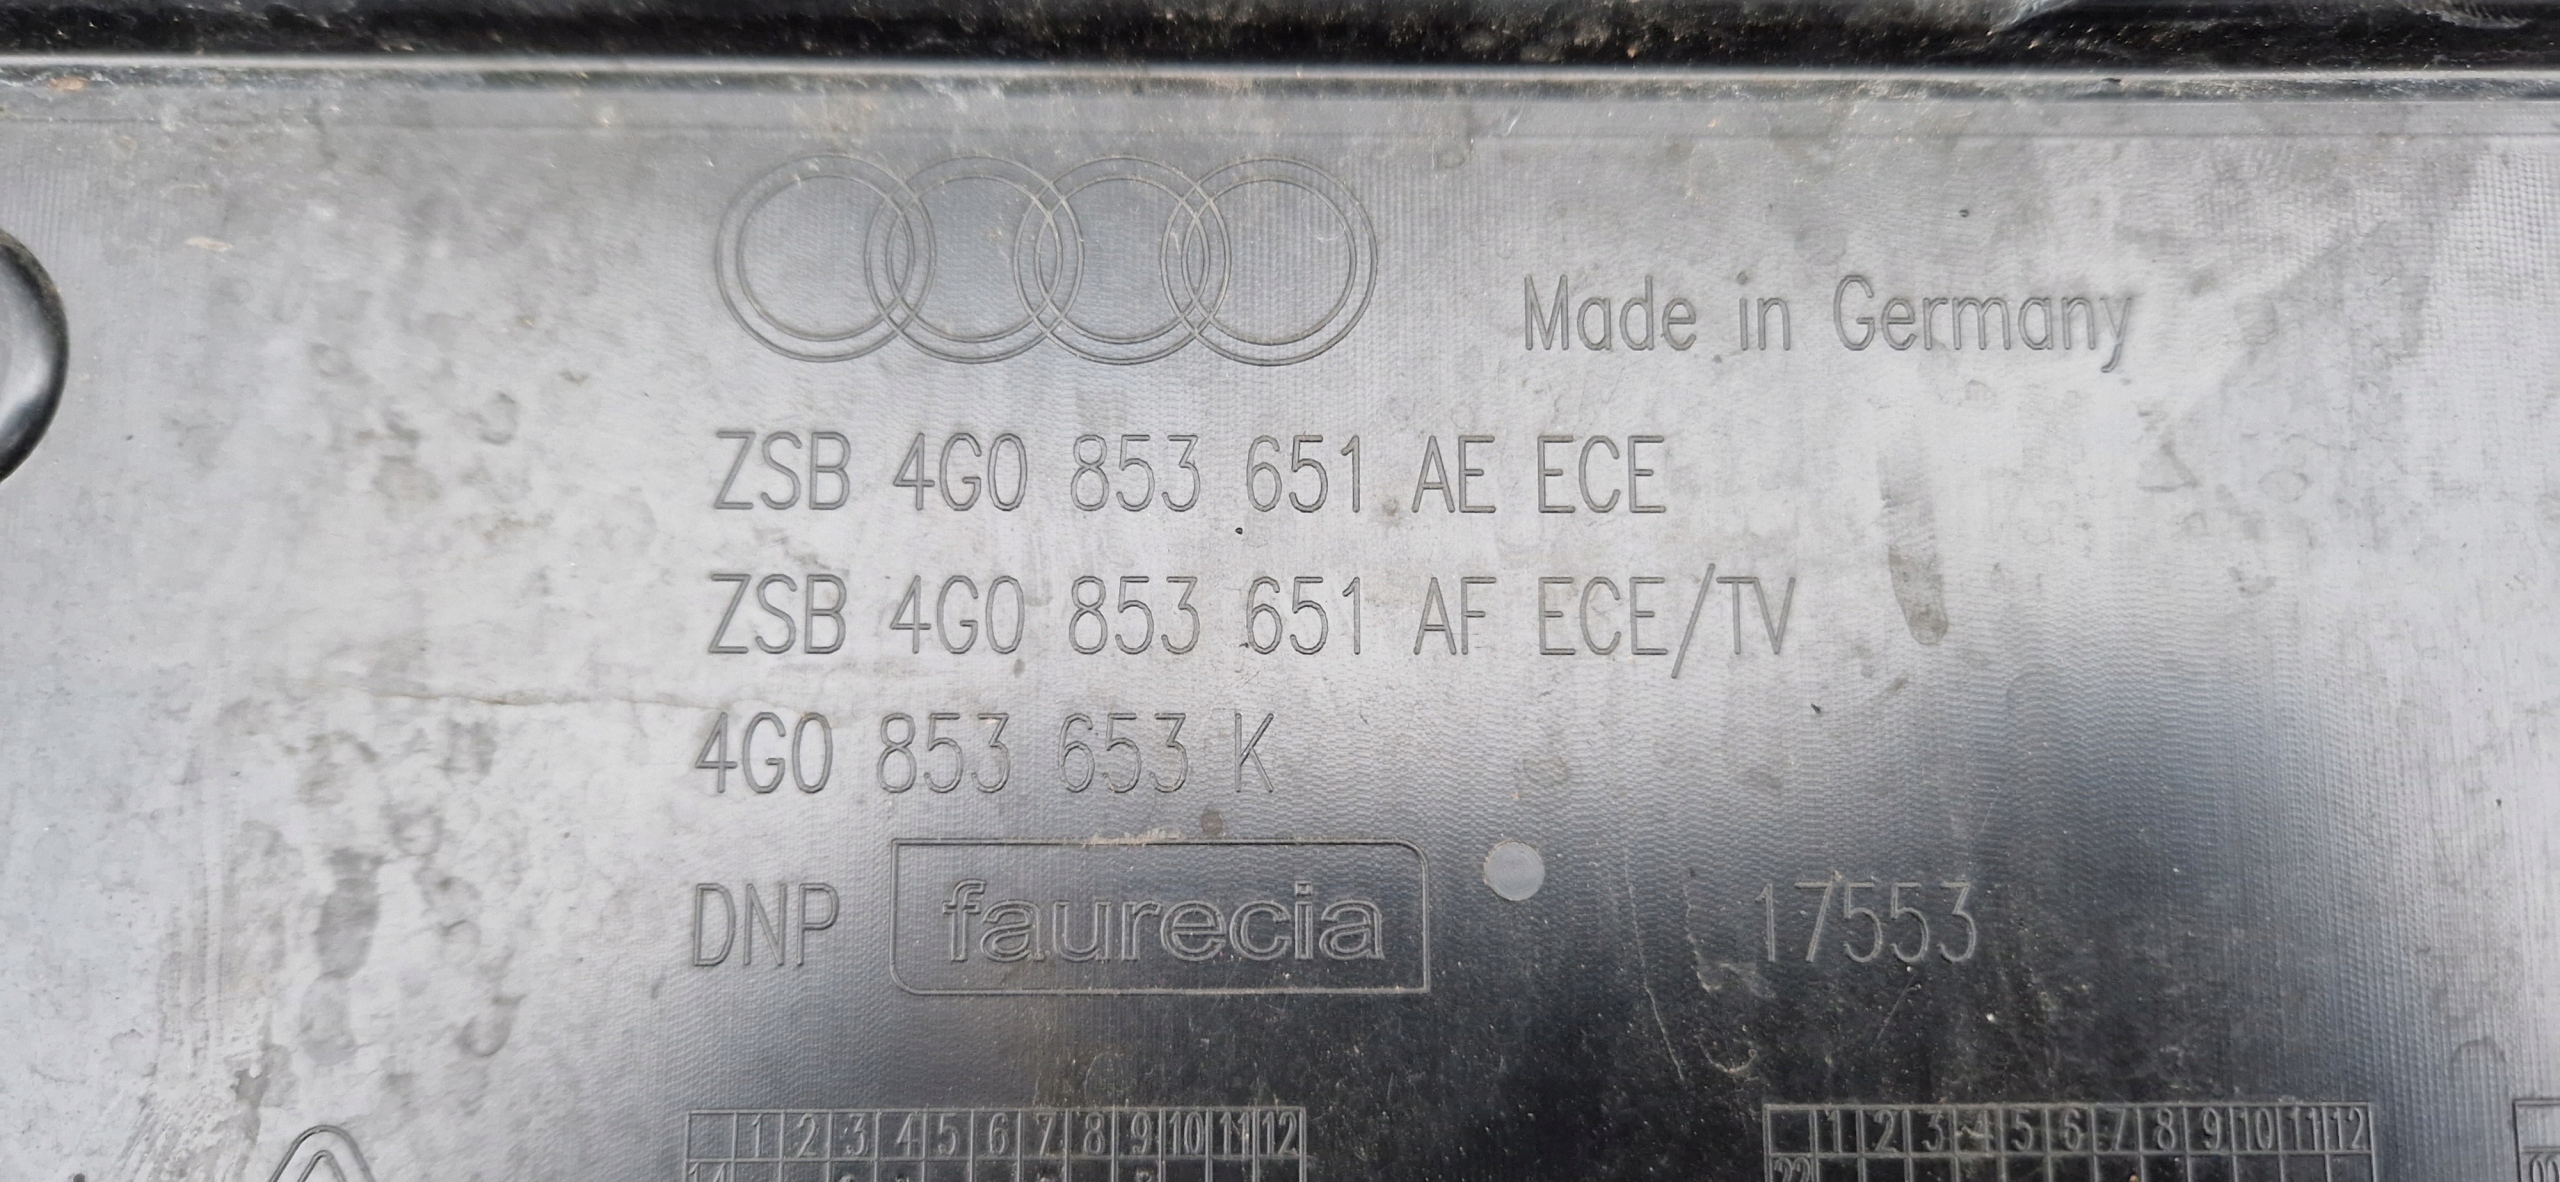 Made in Germany
ZSB 4G0 853 651 AE ECE
ZSB 4G0 853 651 AF ECE/TV
4G0 853 653 K
DNP faurecia 17553
1 2 3 4 5 6 7 8 9 10 11 12
1 2 3 4 5 6 7 8 9 10 11 12